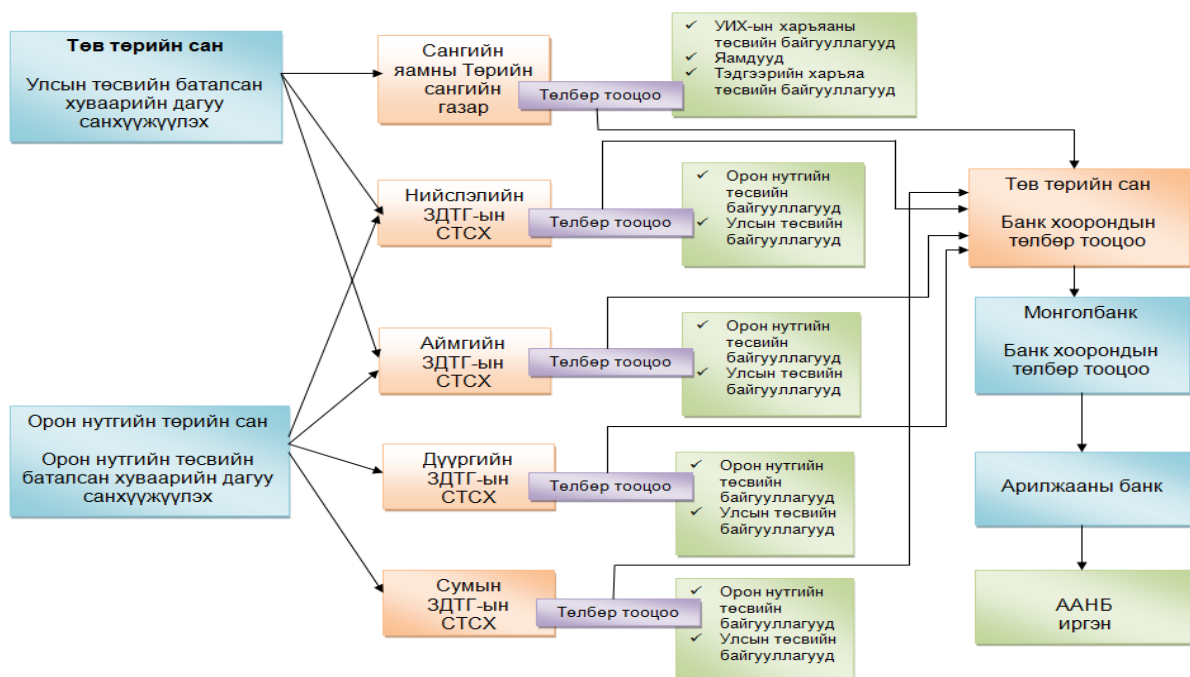 Төв төрийн сан
Улсын төсвийн баталсан
хуваарийн дагуу
санхүүжүүлэх
Орон нутгийн төрийн сан
Орон нутгийн төсвийн
баталсан хуваарийн дагуу
санхүүжүүлэх
Сангийн
яамны Төрийн
сангийн
газар
Төлбөр тооцоо
УИХ-ын харъяаны
төсвийн байгууллагууд
Яамдууд
Тэдгээрийн харъяа
төсвийн байгууллагууд
Нийслэлийн
ЗДТГ-ын
СТСХ
Төлбөр тооцоо
Орон нутгийн
төсвийн
байгууллагууд
Улсын төсвийн
байгууллагууд
Аймгийн
ЗДТГ-ын
СТСХ
Төлбөр тооцоо
Орон нутгийн
төсвийн
байгууллагууд
Улсын төсвийн
байгууллагууд
Дүүргийн
ЗДТГ-ын
СТСХ
Төлбөр тооцоо
Орон нутгийн
төсвийн
байгууллагууд
Улсын төсвийн
байгууллагууд
Сумын
ЗДТГ-ын
СТСХ
Төлбөр тооцоо
Орон нутгийн
төсвийн
байгууллагууд
Улсын төсвийн
байгууллагууд
Төв төрийн сан
Банк хоорондын
төлбөр тооцоо
Монголбанк
Банк хоорондын
төлбөр тооцоо
Арилжааны банк
ААНБ
иргэн